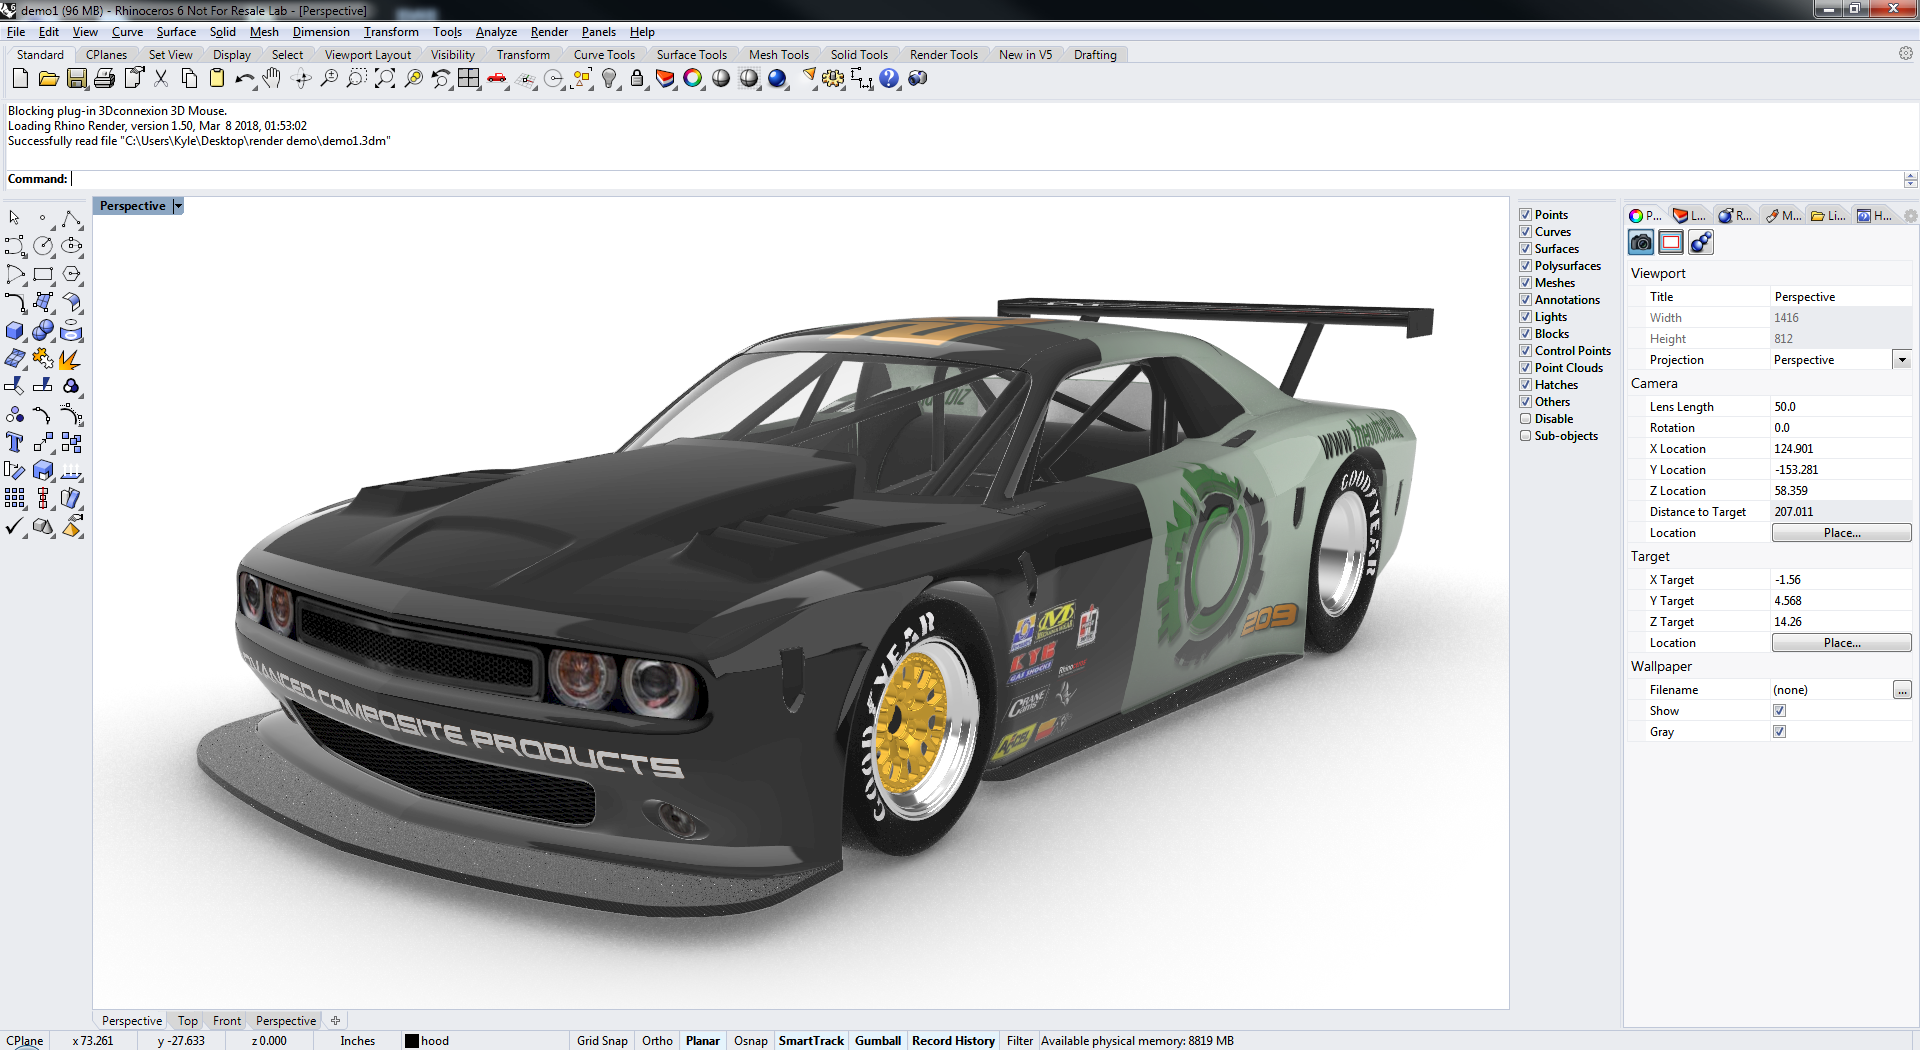 demo1 (96 MB) - Rhinoceros 6 Not For Resale Lab - [Perspective]
File Edit View Curve Surface Solid Mesh Dimension Transform Tools Analyze Render Panels Help
Standard CPlanes Set View Display Select Viewport Layout Visibility Transform Curve Tools Surface Tools Mesh Tools Solid Tools Render Tools New in V5 Drafting
Blocking plug-in 3Dconnexion 3D Mouse.
Loading Rhino Render, version 1.50, Mar 8 2018, 01:53:02
Successfully read file "C:\Users\Kyle\Desktop\render demo\demo1.3dm"
Command:
Perspective
GOODYEAR
209
KYB
GAS SHOCKS
CRANE
Cams
ACCEL
GOOD YEAR
COMPOSITE PRODUCTS
Points
Curves
Surfaces
Polysurfaces
Meshes
Annotations
Lights
Blocks
Control Points
Point Clouds
Hatches
Others
Disable
Sub-objects
P... L... R... M... Li... H...
Viewport
Title Perspective
Width 1416
Height 812
Projection Perspective
Camera
Lens Length 50.0
Rotation 0.0
X Location 124.901
Y Location -153.281
Z Location 58.359
Distance to Target 207.011
Location Place...
Target
X Target -1.56
Y Target 4.568
Z Target 14.26
Location Place...
Wallpaper
Filename (none) ...
Show
Gray
Perspective Top Front Perspective
CPlane x 73.261 y -27.633 z 0.000 Inches hood Grid Snap Ortho Planar Osnap SmartTrack Gumball Record History Filter Available physical memory: 8819 MB